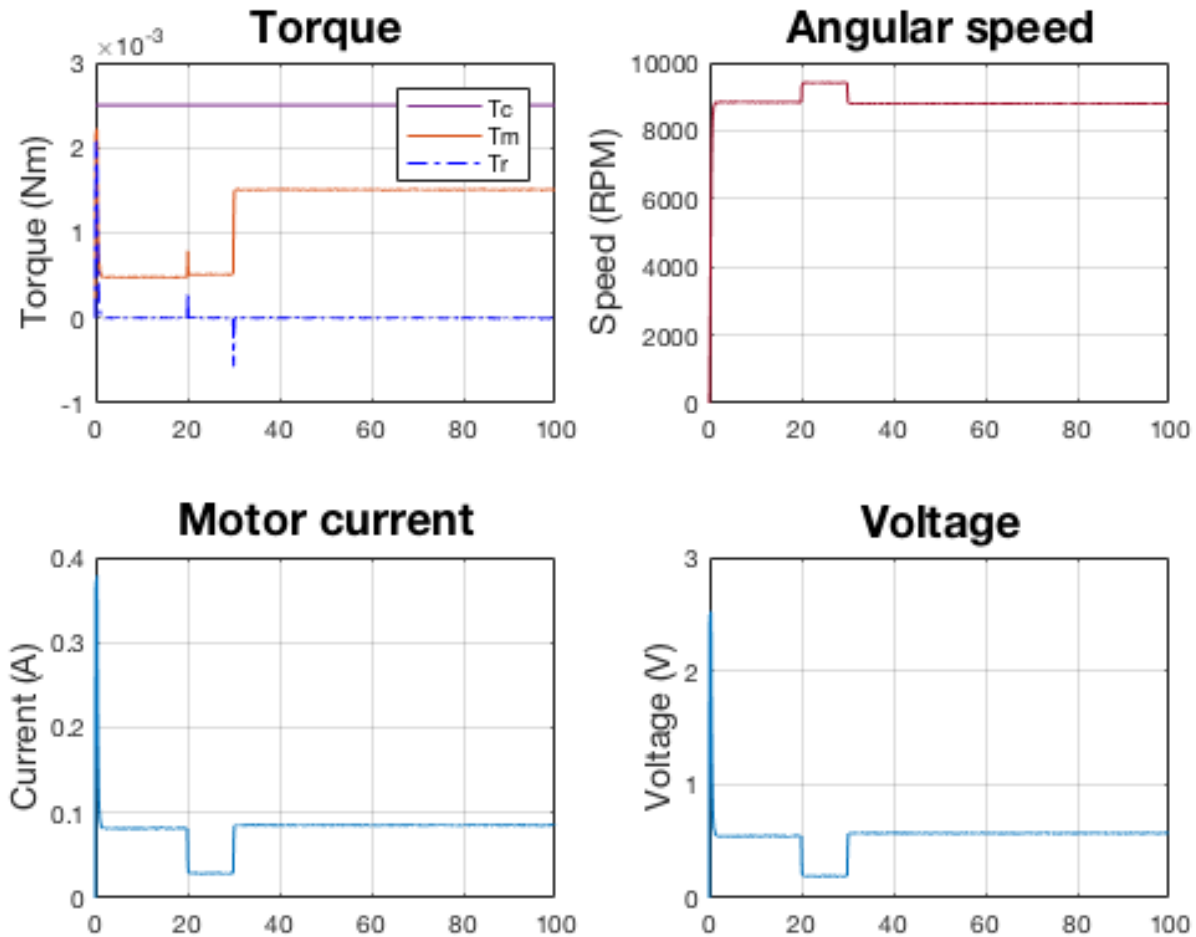 Torque
×10⁻³
3
2
1
0
-1
Torque (Nm)
Tc
Tm
Tr
0 20 40 60 80 100
Angular speed
10000
8000
6000
4000
2000
0
Speed (RPM)
0 20 40 60 80 100
Motor current
0.4
0.3
0.2
0.1
0
Current (A)
0 20 40 60 80 100
Voltage
3
2
1
0
Voltage (V)
0 20 40 60 80 100